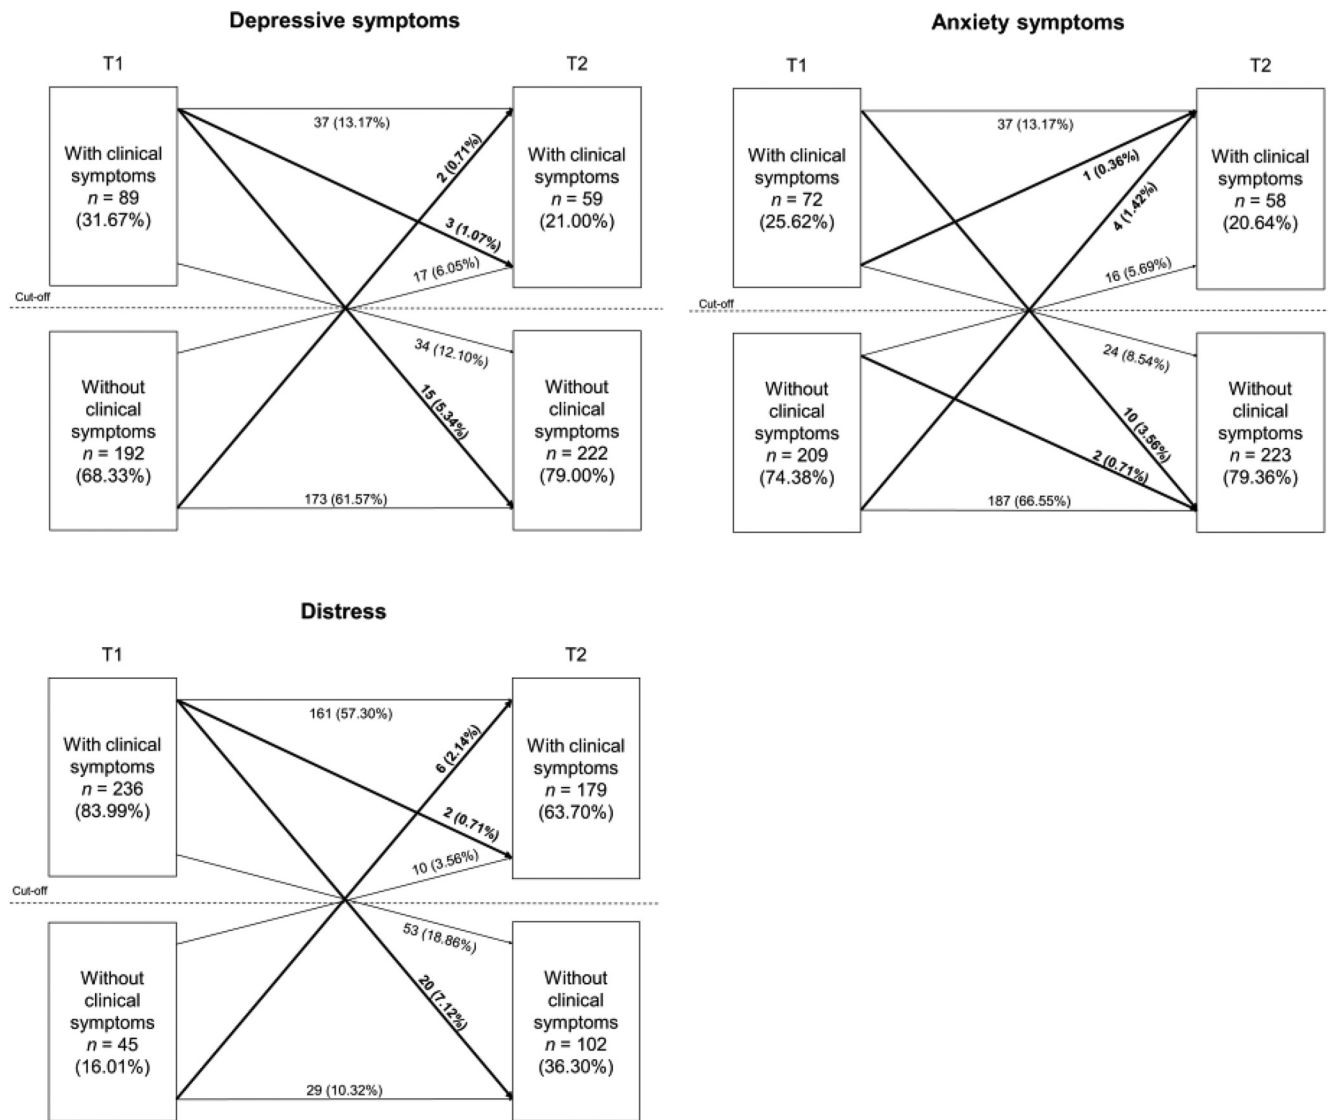 Depressive symptoms
T1
T2
With clinical
symptoms
n = 89
(31.67%)
37 (13.17%)
2 (0.71%)
3 (1.07%)
17 (6.05%)
With clinical
symptoms
n = 59
(21.00%)
Cut-off
Without
clinical
symptoms
n = 192
(68.33%)
34 (12.10%)
15 (5.34%)
173 (61.57%)
Without
clinical
symptoms
n = 222
(79.00%)
Anxiety symptoms
T1
T2
With clinical
symptoms
n = 72
(25.62%)
37 (13.17%)
1 (0.36%)
4 (1.42%)
16 (5.69%)
With clinical
symptoms
n = 58
(20.64%)
Cut-off
Without
clinical
symptoms
n = 209
(74.38%)
24 (8.54%)
10 (3.56%)
2 (0.71%)
187 (66.55%)
Without
clinical
symptoms
n = 223
(79.36%)
Distress
T1
T2
With clinical
symptoms
n = 236
(83.99%)
161 (57.30%)
6 (2.14%)
2 (0.71%)
10 (3.56%)
With clinical
symptoms
n = 179
(63.70%)
Cut-off
Without
clinical
symptoms
n = 45
(16.01%)
53 (18.86%)
20 (7.12%)
29 (10.32%)
Without
clinical
symptoms
n = 102
(36.30%)